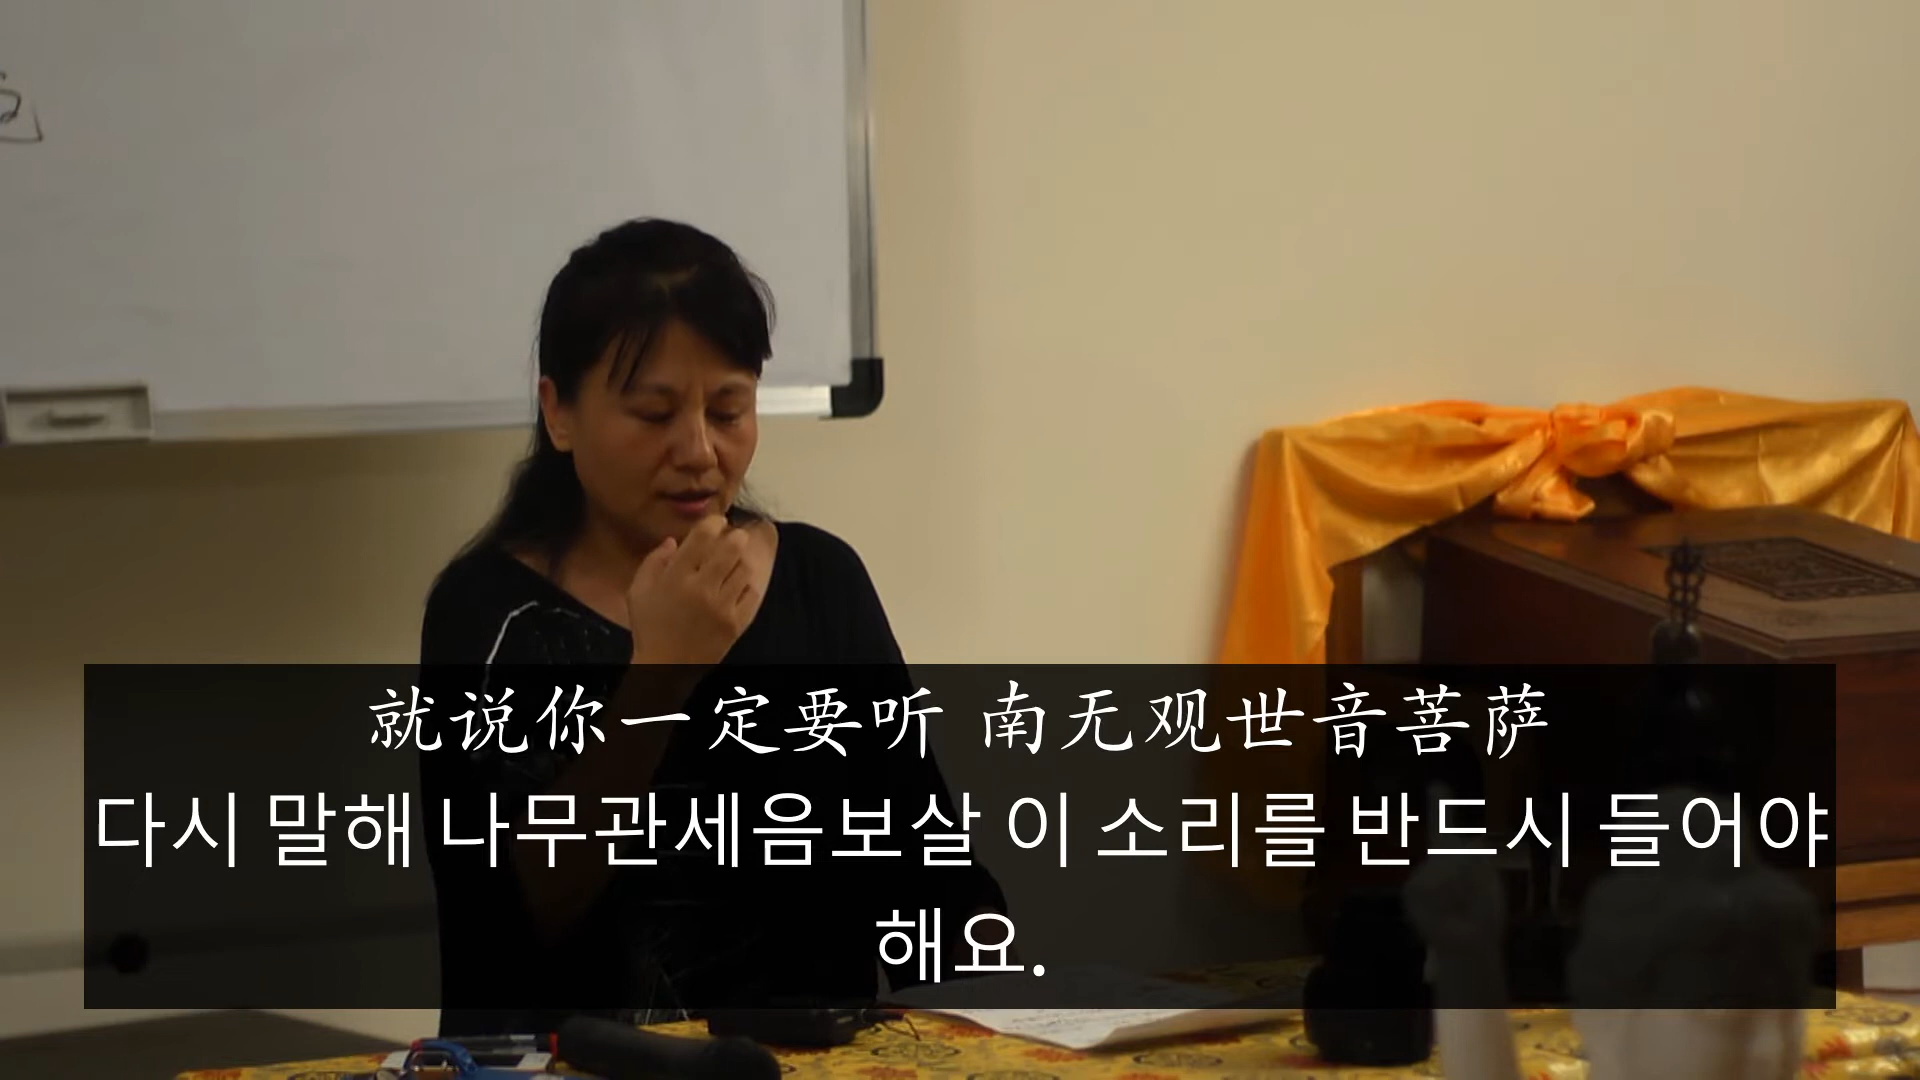 就说你一定要听 南无观世音菩萨
다시 말해 나무관세음보살 이 소리를 반드시 들어야
해요.